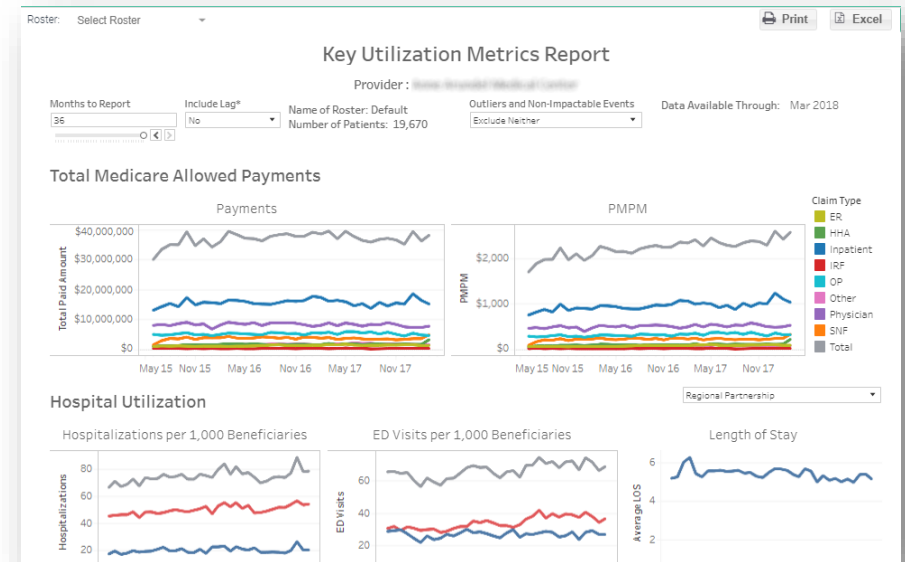 Roster: Select Roster
Print Excel
Key Utilization Metrics Report
Provider :
Months to Report Include Lag* Outliers and Non-Impactable Events
36 No Name of Roster: Default Exclude Neither Data Available Through: Mar 2018
Number of Patients: 19,670
Total Medicare Allowed Payments
Payments
$40,000,000
$30,000,000
$20,000,000
$10,000,000
$0
Total Paid Amount
May 15 Nov 15 May 16 Nov 16 May 17 Nov 17
PMPM
$2,000
$1,000
$0
PMPM
May 15 Nov 15 May 16 Nov 16 May 17 Nov 17
Claim Type
ER
HHA
Inpatient
IRF
OP
Other
Physician
SNF
Total
Hospital Utilization
Regional Partnership
Hospitalizations per 1,000 Beneficiaries
80
60
40
20
Hospitalizations
ED Visits per 1,000 Beneficiaries
60
40
20
ED Visits
Length of Stay
6
4
2
Average LOS